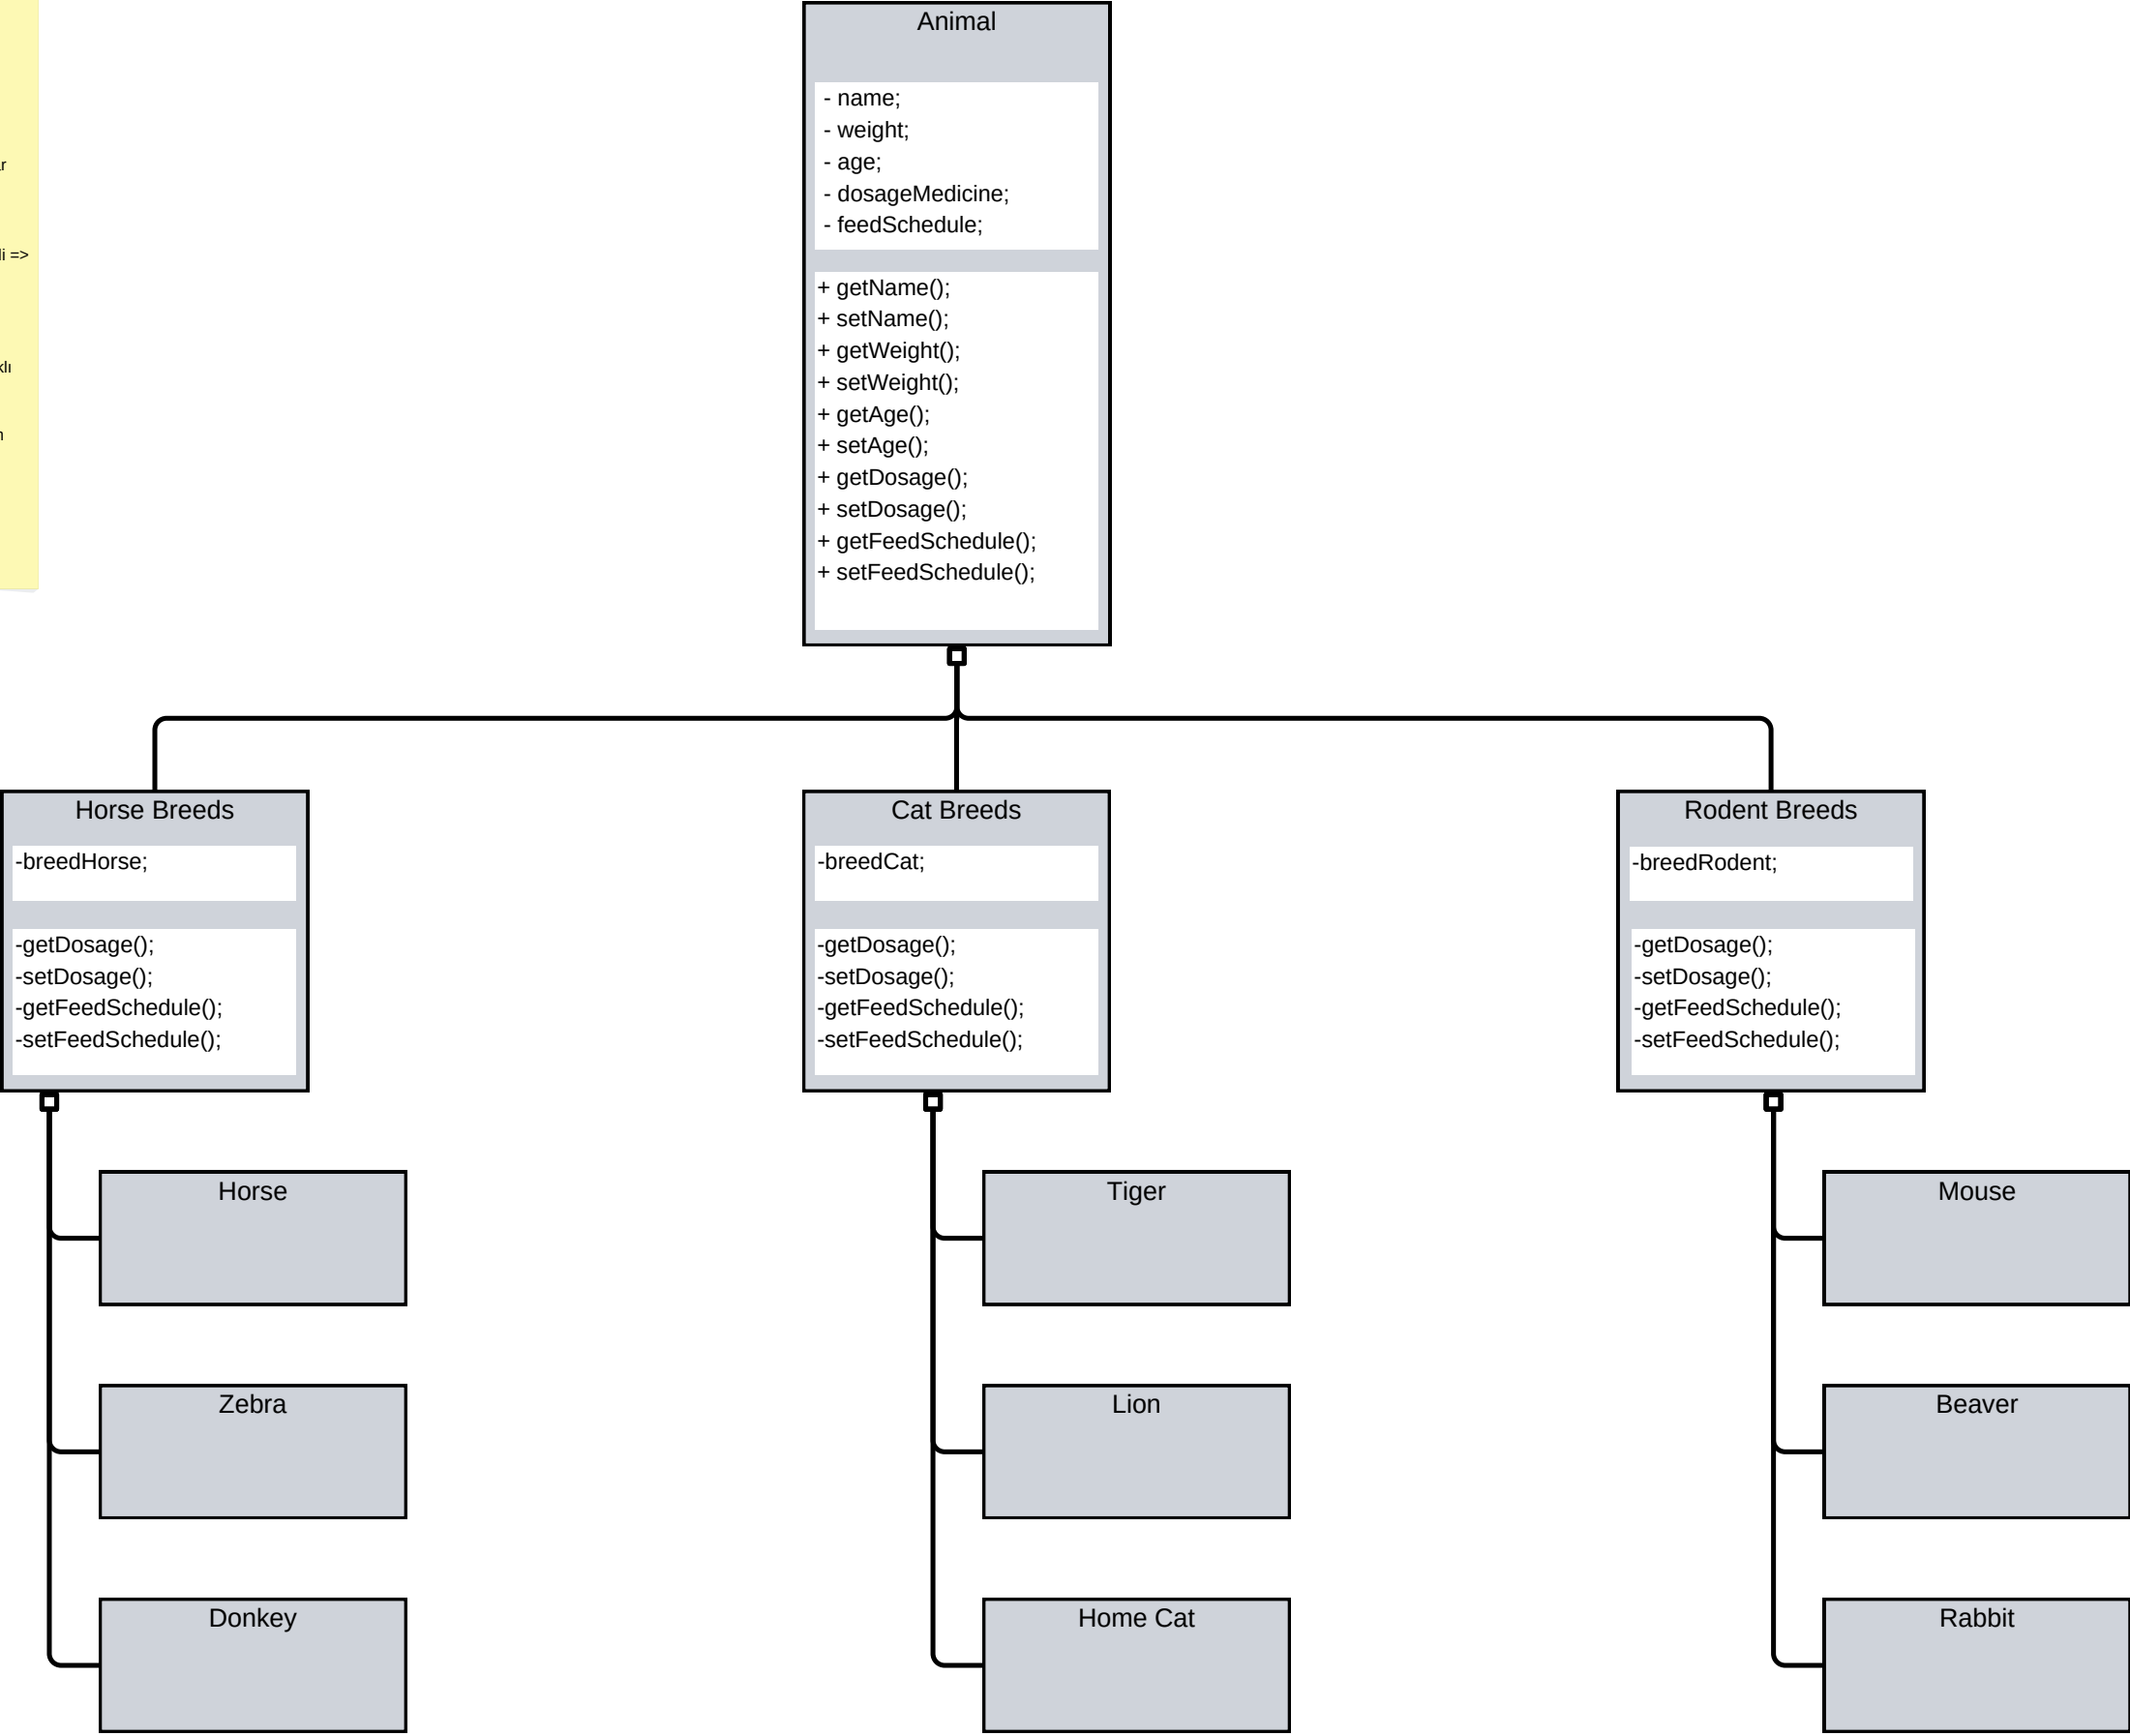 li =>
klı
Animal
- name;
- weight;
- age;
- dosageMedicine;
- feedSchedule;
+ getName();
+ setName();
+ getWeight();
+ setWeight();
+ getAge();
+ setAge();
+ getDosage();
+ setDosage();
+ getFeedSchedule();
+ setFeedSchedule();
Horse Breeds
-breedHorse;
-getDosage();
-setDosage();
-getFeedSchedule();
-setFeedSchedule();
Cat Breeds
-breedCat;
-getDosage();
-setDosage();
-getFeedSchedule();
-setFeedSchedule();
Rodent Breeds
-breedRodent;
-getDosage();
-setDosage();
-getFeedSchedule();
-setFeedSchedule();
Horse
Zebra
Donkey
Tiger
Lion
Home Cat
Mouse
Beaver
Rabbit